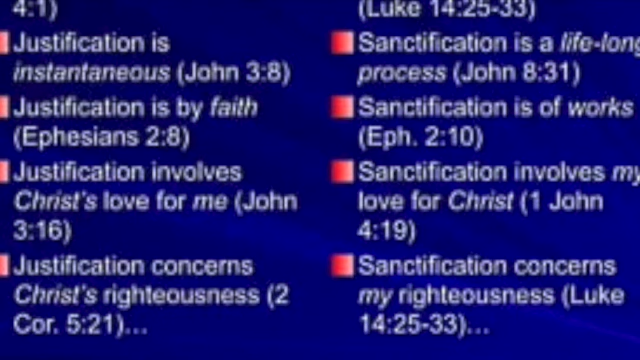 4:1)
Justification is
instantaneous (John 3:8)
Justification is by faith
(Ephesians 2:8)
Justification involves
Christ's love for me (John
3:16)
Justification concerns
Christ's righteousness (2
Cor. 5:21)...
(Luke 14:25-33)
Sanctification is a life-long
process (John 8:31)
Sanctification is of works
(Eph. 2:10)
Sanctification involves my
love for Christ (1 John
4:19)
Sanctification concerns
my righteousness (Luke
14:25-33)...